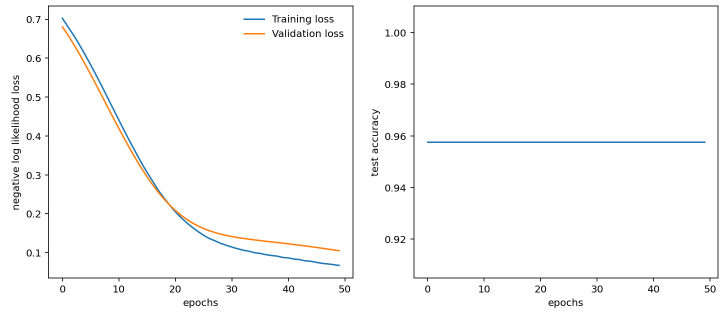 0.7
0.6
0.5
0.4
0.3
0.2
0.1
negative log likelihood loss
Training loss
Validation loss
0 10 20 30 40 50
epochs
1.00
0.98
0.96
0.94
0.92
test accuracy
0 10 20 30 40 50
epochs